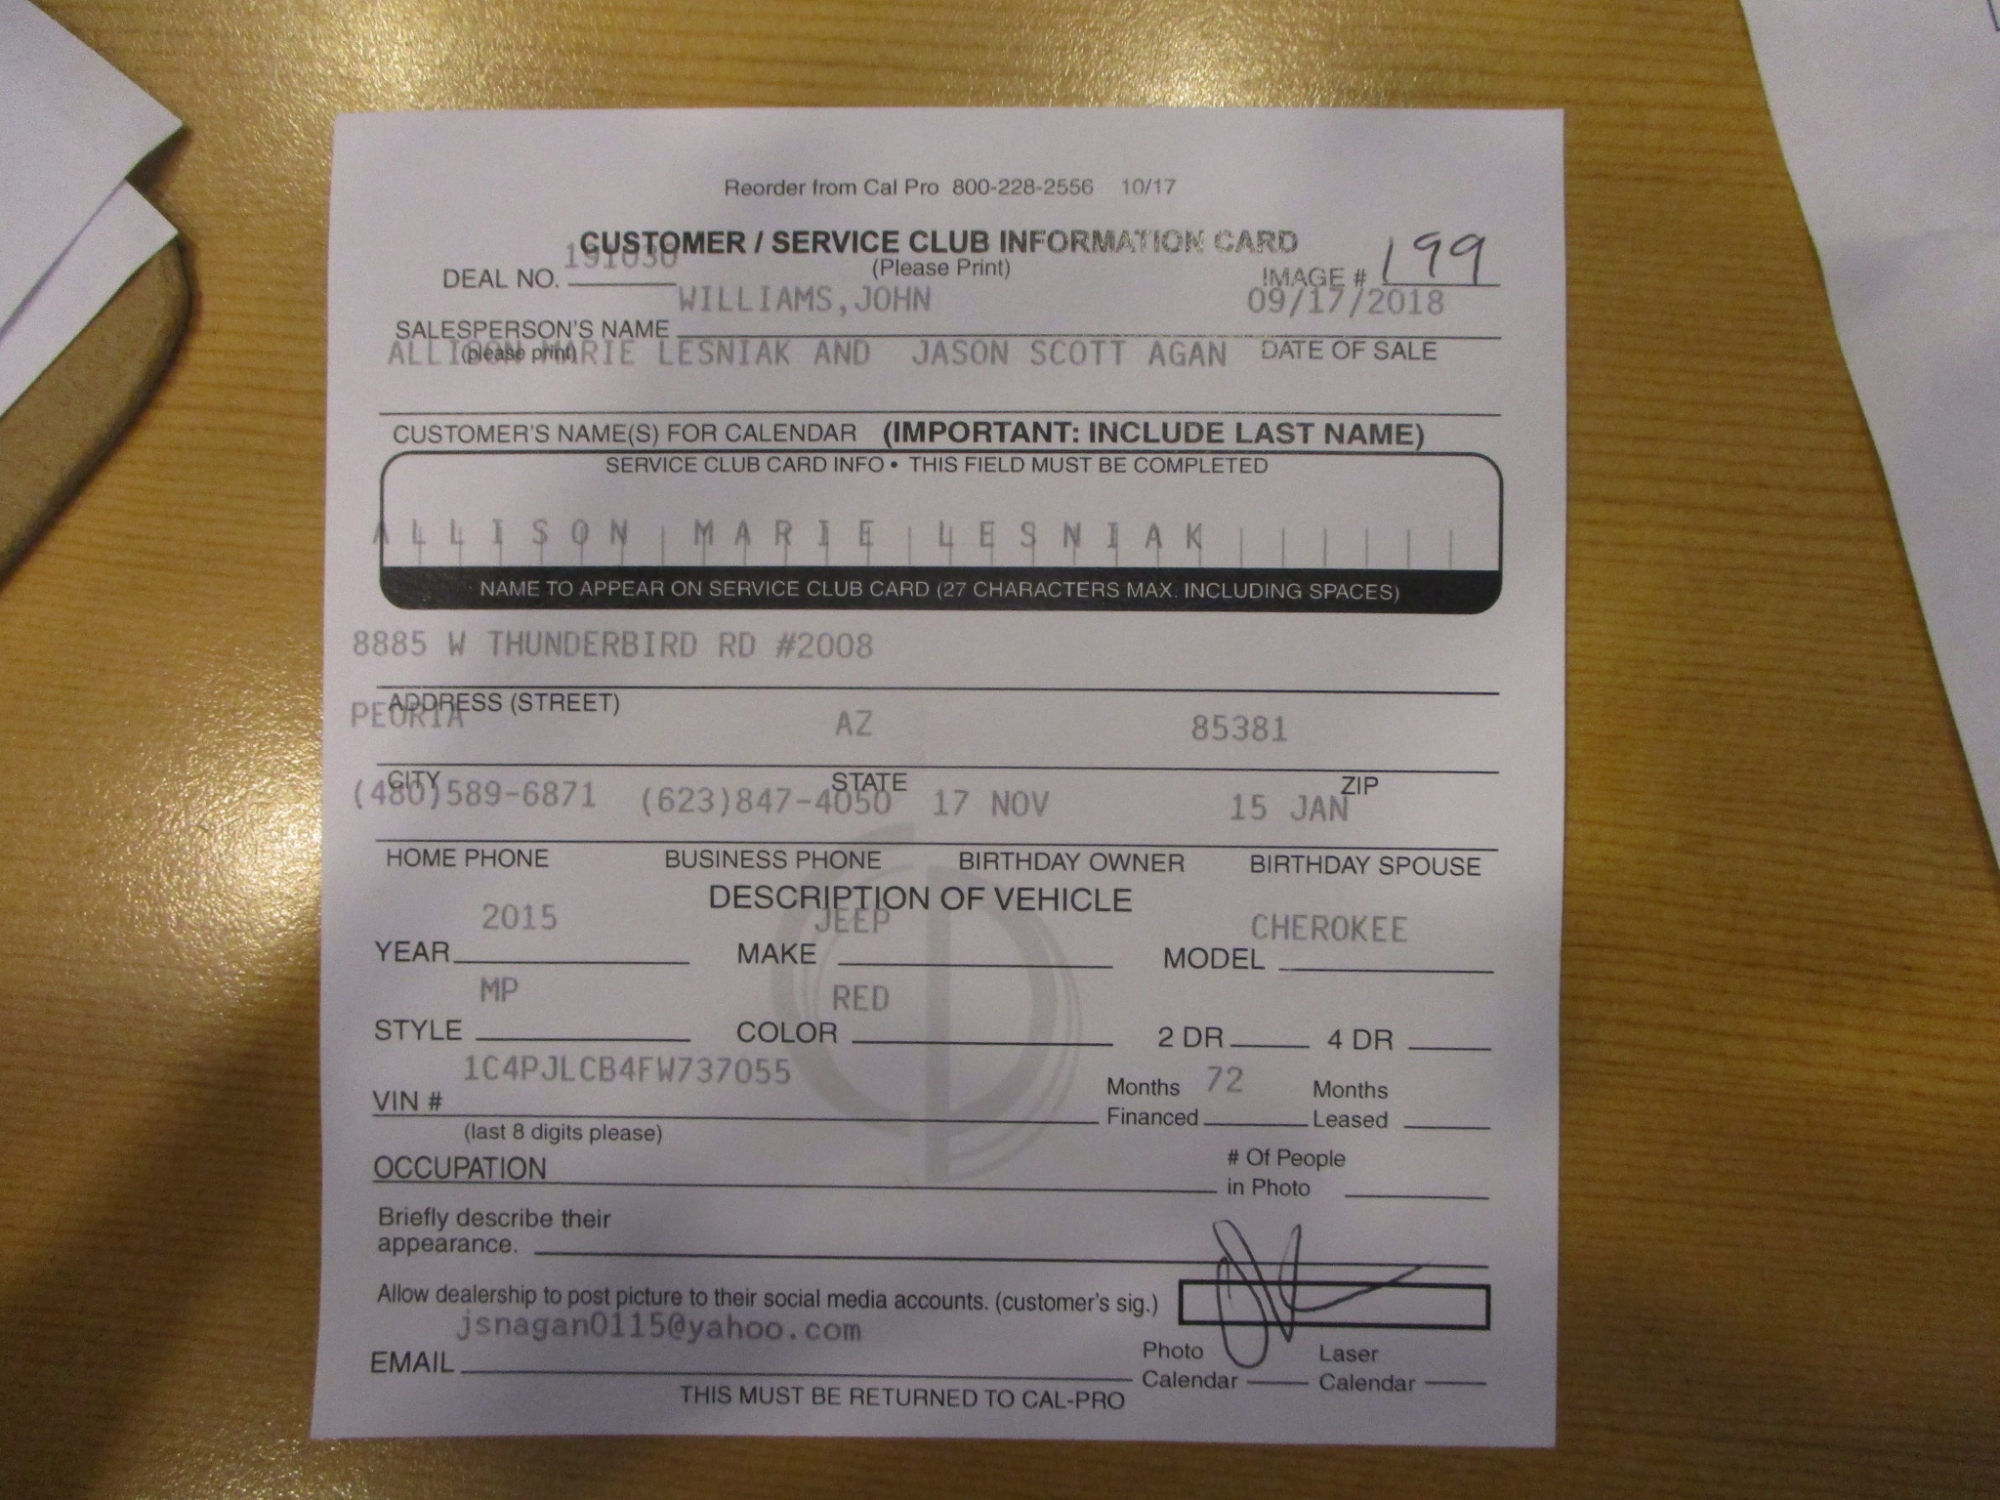 Reorder from Cal Pro 800-228-2556 10/17
CUSTOMER / SERVICE CLUB INFORMATION CARD
(Please Print)
DEAL NO. 191030
IMAGE # 199
WILLIAMS,JOHN 09/17/2018
SALESPERSON'S NAME
(please print)
DATE OF SALE
ALLISON MARIE LESNIAK AND JASON SCOTT AGAN
CUSTOMER'S NAME(S) FOR CALENDAR (IMPORTANT: INCLUDE LAST NAME)
SERVICE CLUB CARD INFO • THIS FIELD MUST BE COMPLETED
ALLISON MARIE LESNIAK
NAME TO APPEAR ON SERVICE CLUB CARD (27 CHARACTERS MAX. INCLUDING SPACES)
8885 W THUNDERBIRD RD #2008
ADDRESS (STREET)
PEORIA AZ 85381
CITY STATE ZIP
(480)589-6871 (623)847-4050 17 NOV 15 JAN
HOME PHONE BUSINESS PHONE BIRTHDAY OWNER BIRTHDAY SPOUSE
DESCRIPTION OF VEHICLE
2015 JEEP CHEROKEE
YEAR MAKE MODEL
MP RED
STYLE COLOR 2 DR 4 DR
1C4PJLCB4FW737055
VIN # Months Financed 72 Months Leased
(last 8 digits please)
OCCUPATION # Of People in Photo
Briefly describe their
appearance.
Allow dealership to post picture to their social media accounts. (customer's sig.)
jsnagan0115@yahoo.com
EMAIL Photo Calendar Laser Calendar
THIS MUST BE RETURNED TO CAL-PRO